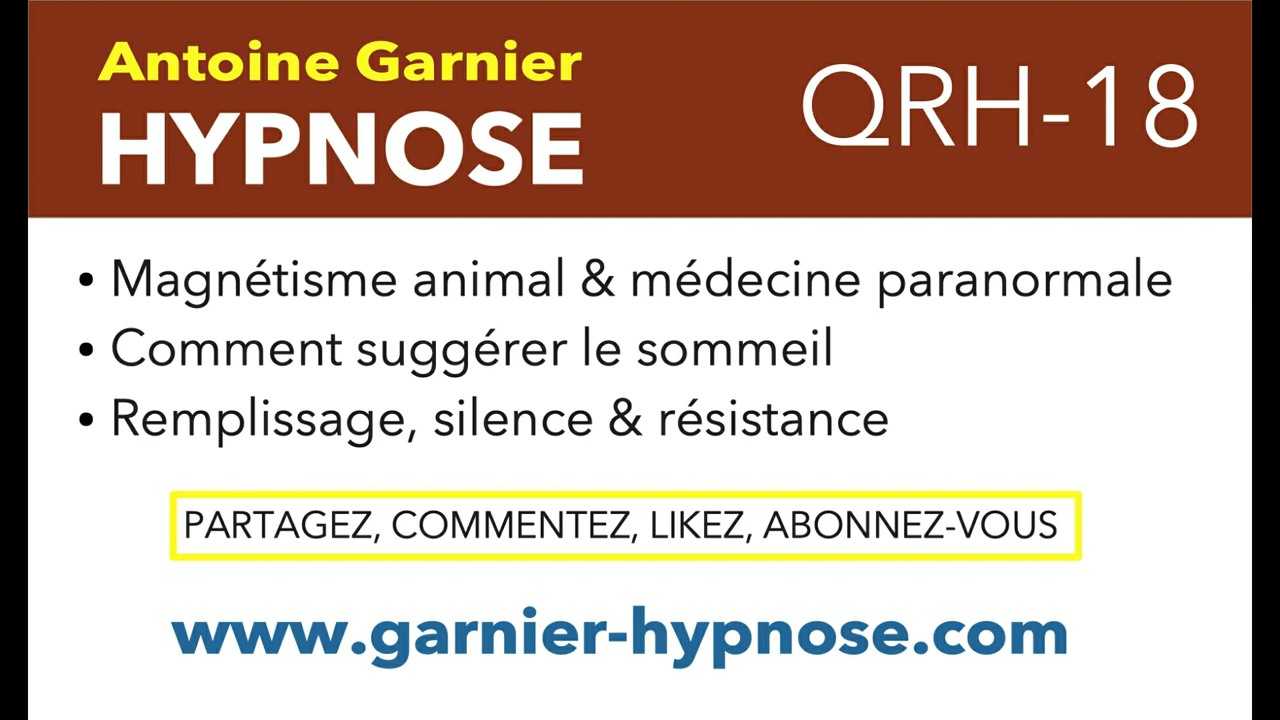 Antoine Garnier
HYPNOSE
QRH-18
• Magnétisme animal & médecine paranormale
• Comment suggérer le sommeil
• Remplissage, silence & résistance
PARTAGEZ, COMMENTEZ, LIKEZ, ABONNEZ-VOUS
www.garnier-hypnose.com